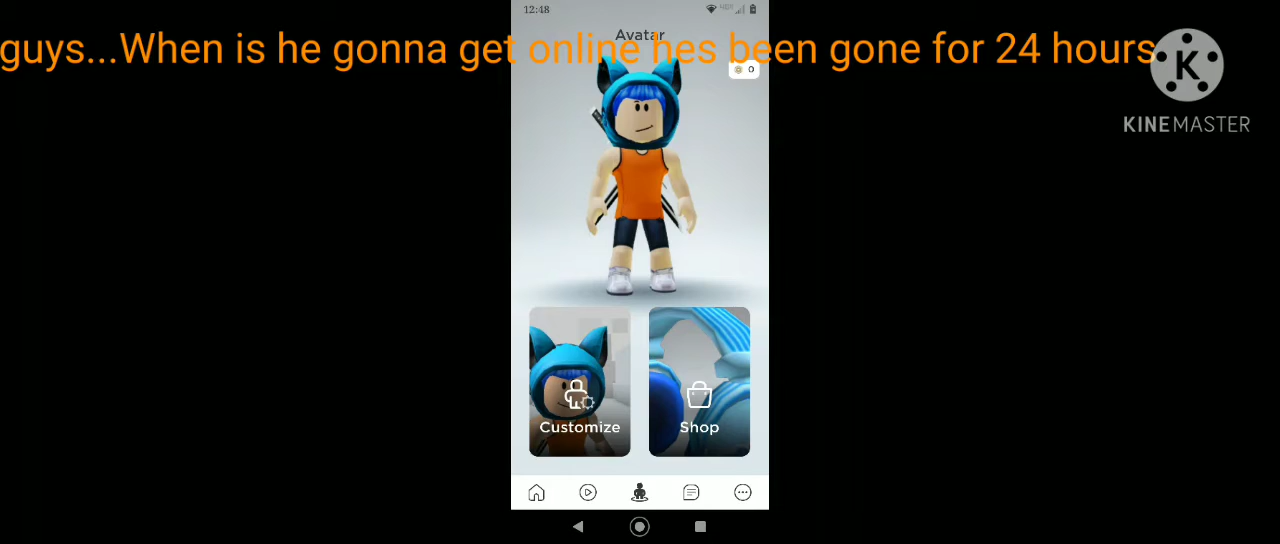 12:48
Avatar
guys...When is he gonna get online hes been gone for 24 hours
0
K
KINEMASTER
Customize
Shop